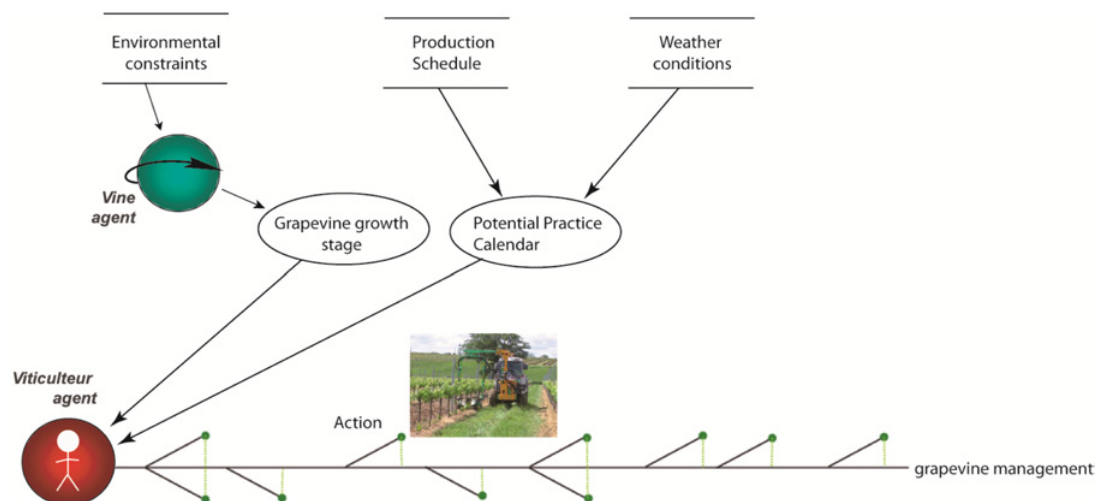 Environmental
constraints
Production
Schedule
Weather
conditions
Vine
agent
Grapevine growth
stage
Potential Practice
Calendar
Viticulteur
agent
Action
grapevine management